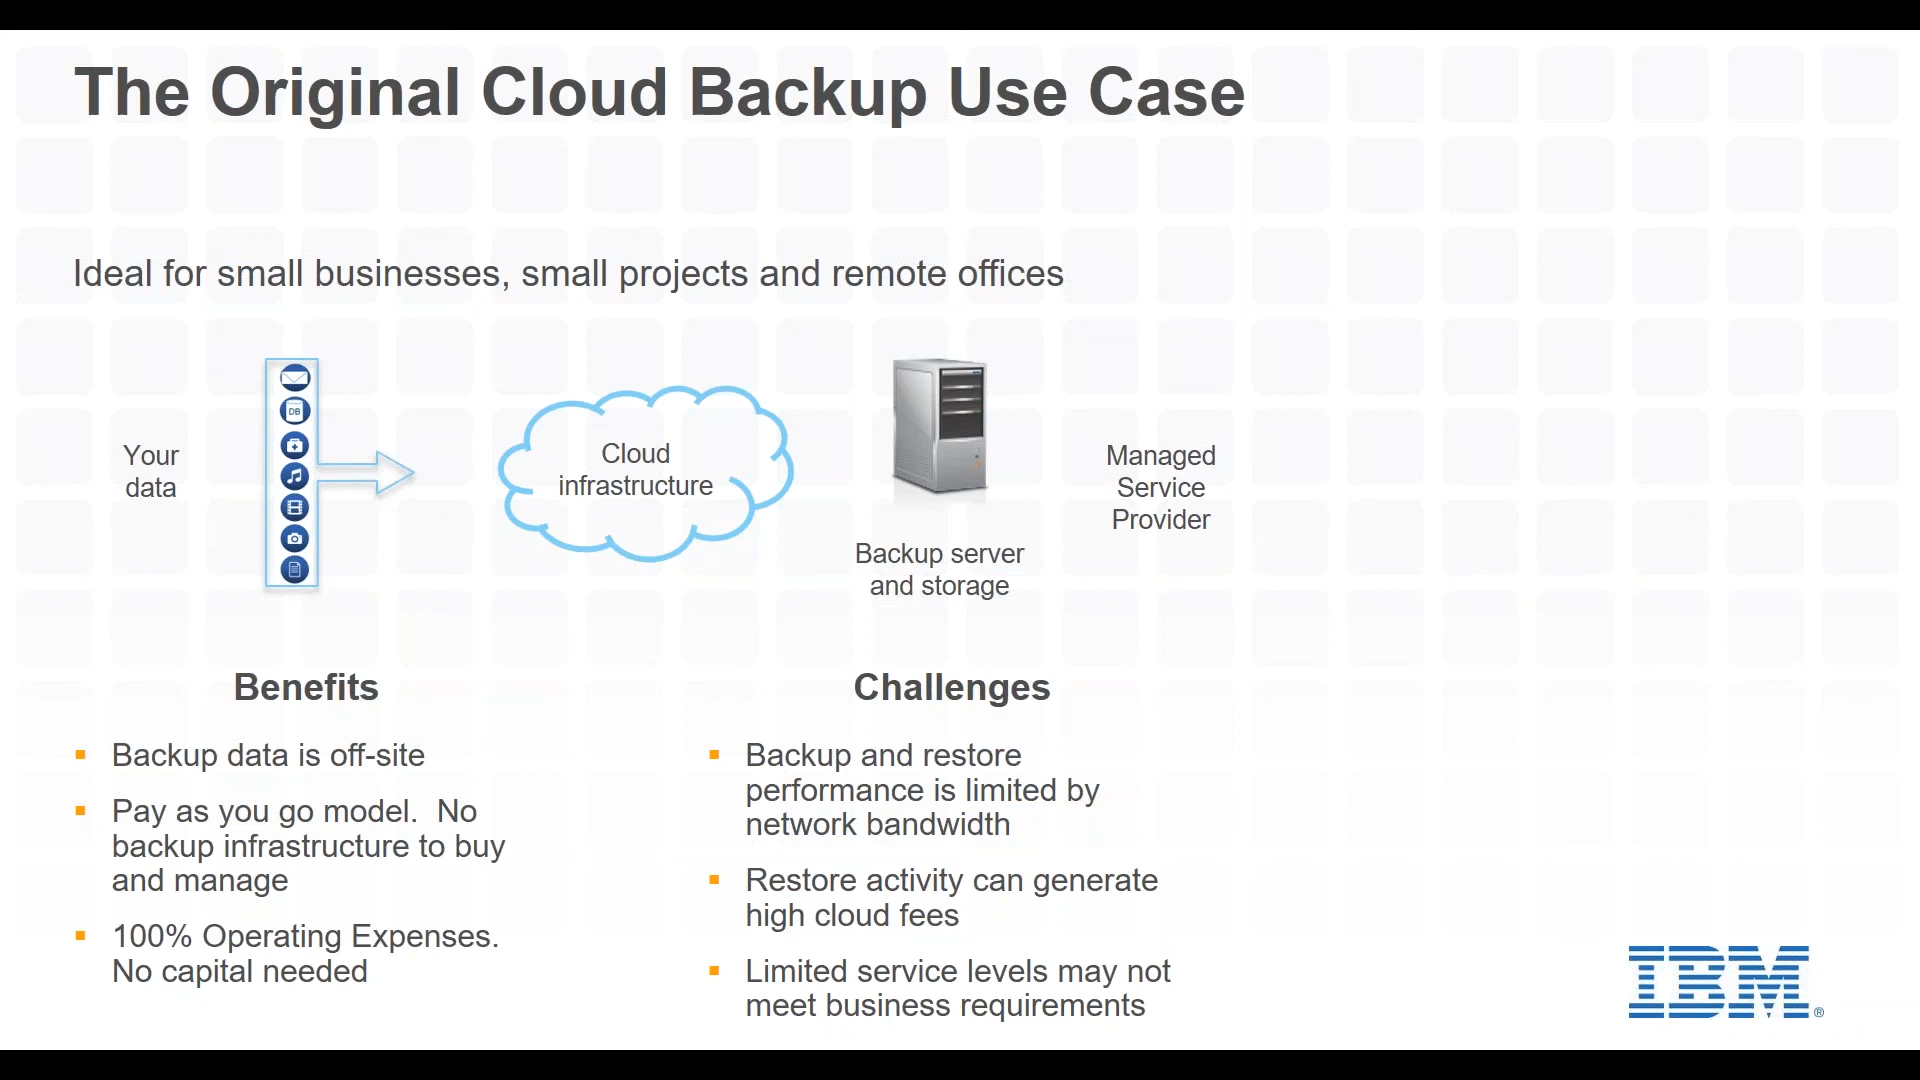 The Original Cloud Backup Use Case
Ideal for small businesses, small projects and remote offices
Your
data
DB
Cloud
infrastructure
Backup server
and storage
Managed
Service
Provider
Benefits
Backup data is off-site
Pay as you go model.  No
backup infrastructure to buy
and manage
100% Operating Expenses.
No capital needed
Challenges
Backup and restore
performance is limited by
network bandwidth
Restore activity can generate
high cloud fees
Limited service levels may not
meet business requirements
IBM®